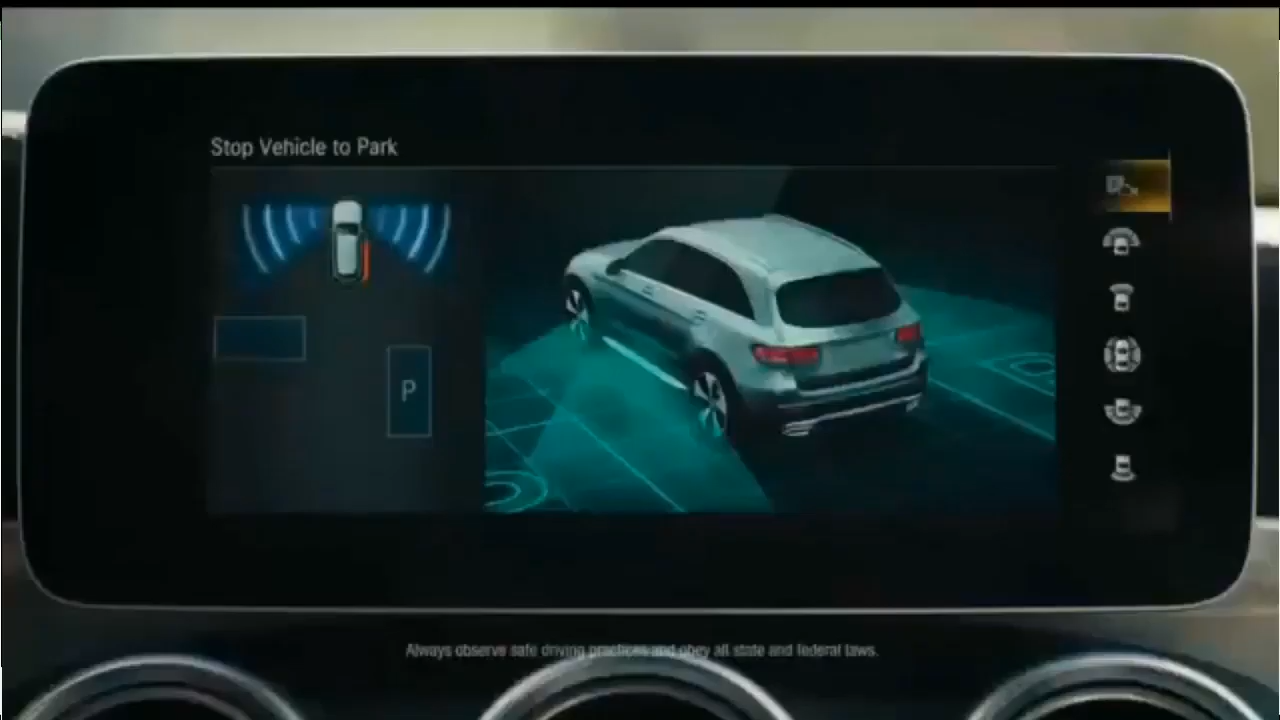 Stop Vehicle to Park
P
Always observe safe driving practices and obey all state and federal laws.